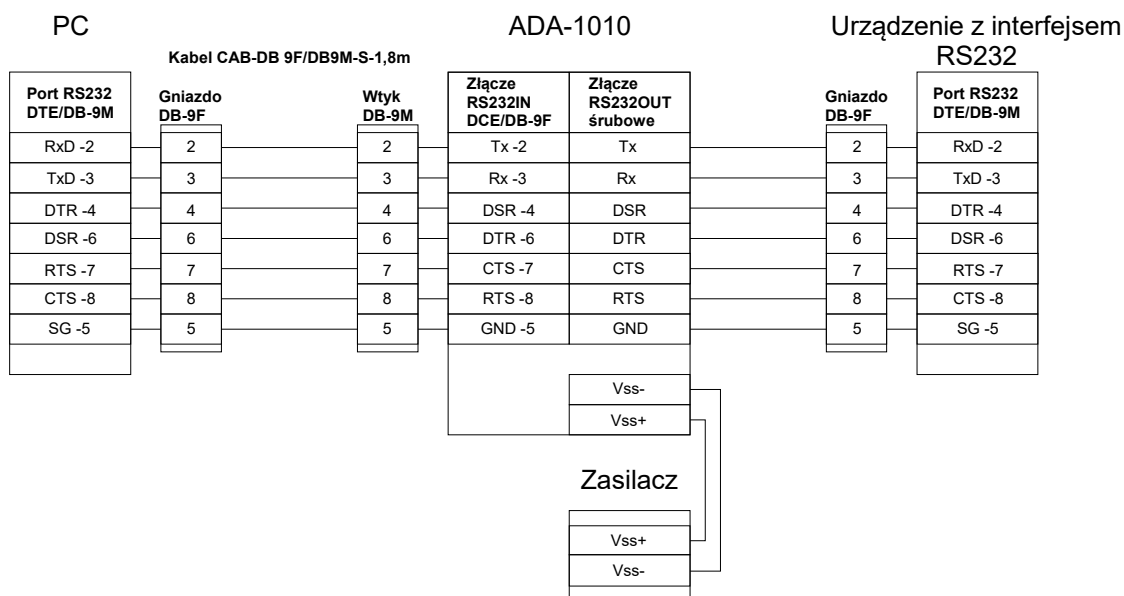 PC
ADA-1010
Urządzenie z interfejsem
RS232
Kabel CAB-DB 9F/DB9M-S-1,8m
Port RS232
DTE/DB-9M
Gniazdo
DB-9F
Wtyk
DB-9M
Złącze
RS232IN
DCE/DB-9F
Złącze
RS232OUT
śrubowe
Gniazdo
DB-9F
Port RS232
DTE/DB-9M
RxD -2 2 2 Tx -2 Tx 2 RxD -2
TxD -3 3 3 Rx -3 Rx 3 TxD -3
DTR -4 4 4 DSR -4 DSR 4 DTR -4
DSR -6 6 6 DTR -6 DTR 6 DSR -6
RTS -7 7 7 CTS -7 CTS 7 RTS -7
CTS -8 8 8 RTS -8 RTS 8 CTS -8
SG -5 5 5 GND -5 GND 5 SG -5
Vss-
Vss+
Zasilacz
Vss+
Vss-